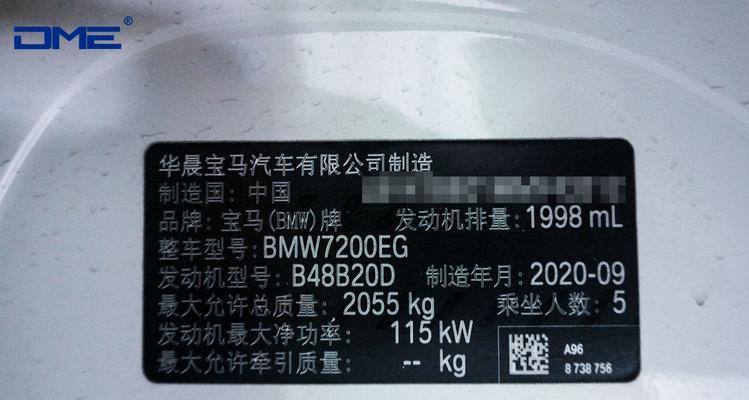 DME®
华晨宝马汽车有限公司制造
制造国: 中国
品牌: 宝马(BMW)牌 发动机排量: 1998 mL
整车型号: BMW7200EG
发动机型号: B48B20D 制造年月: 2020-09
最大允许总质量: 2055 kg 乘坐人数: 5
发动机最大净功率: 115 kW
最大允许牵引质量: -- kg
A96
8 738 756